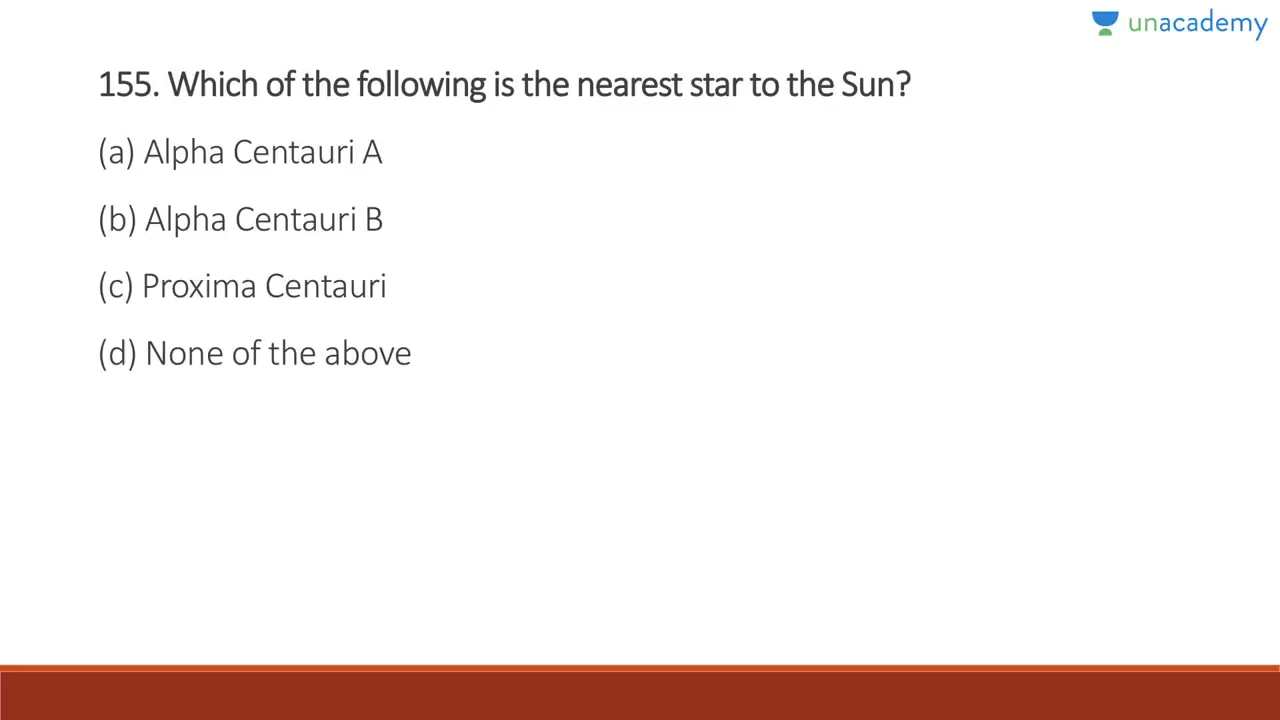 unacademy
155. Which of the following is the nearest star to the Sun?
(a) Alpha Centauri A
(b) Alpha Centauri B
(c) Proxima Centauri
(d) None of the above